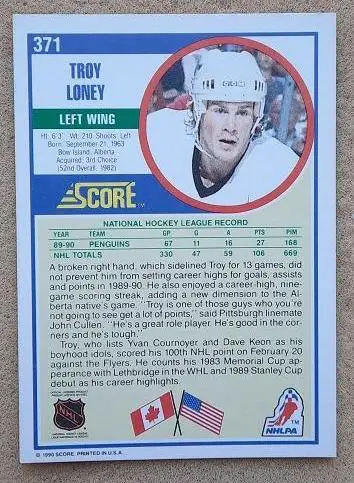 371
TROY
LONEY
LEFT WING
Ht: 6'3" Wt: 210 Shoots: Left
Born: September 21, 1963
Bow Island, Alberta
Acquired: 3rd Choice
(52nd Overall, 1982)
CCM
SCORE TM
NATIONAL HOCKEY LEAGUE RECORD
YEAR TEAM GP G A PTS PIM
89-90 PENGUINS 67 11 16 27 168
NHL TOTALS 330 47 59 106 669
A broken right hand, which sidelined Troy for 13 games, did
not prevent him from setting career highs for goals, assists
and points in 1989-90. He also enjoyed a career-high, nine-
game scoring streak, adding a new dimension to the Al-
berta native's game. "Troy is one of those guys who you're
not going to see get a lot of points," said Pittsburgh linemate
John Cullen. "He's a great role player. He's good in the cor-
ners and he's tough."
Troy, who lists Yvan Cournoyer and Dave Keon as his
boyhood idols, scored his 100th NHL point on February 20
against the Flyers. He counts his 1983 Memorial Cup ap-
pearance with Lethbridge in the WHL and 1989 Stanley Cup
debut as his career highlights.
NHL
NHLPA
TM
© 1990 SCORE, PRINTED IN U.S.A.